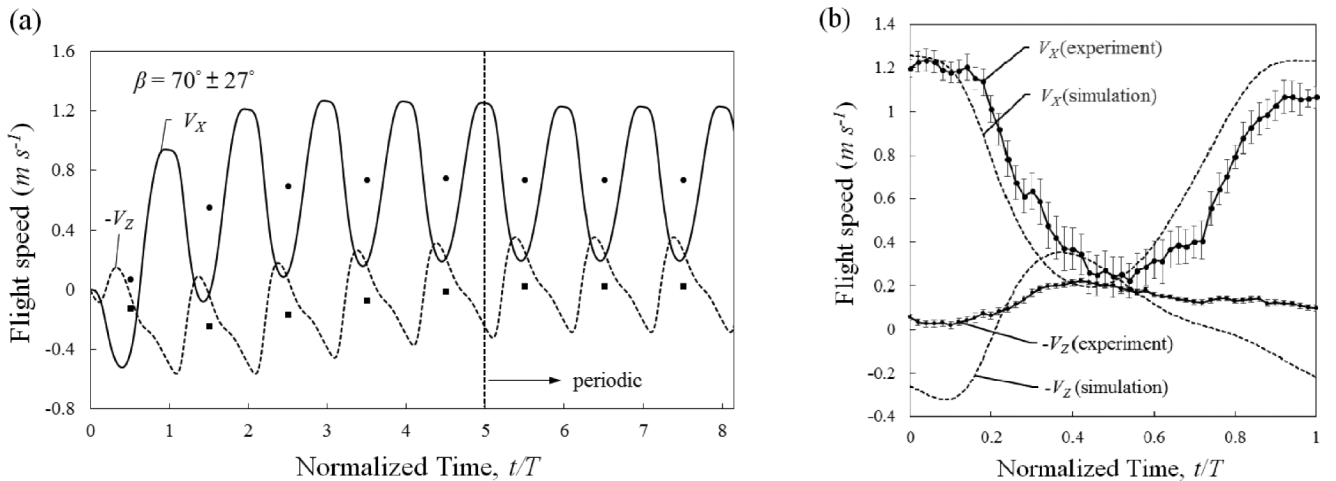 (a)
Flight speed (m s⁻¹)
1.6
1.2
0.8
0.4
0
-0.4
-0.8
β = 70° ± 27°
V_X
-V_Z
periodic
0 1 2 3 4 5 6 7 8
Normalized Time, t/T
(b)
Flight speed (m s⁻¹)
1.4
1.2
1
0.8
0.6
0.4
0.2
0
-0.2
-0.4
V_X(experiment)
V_X(simulation)
-V_Z(experiment)
-V_Z(simulation)
0 0.2 0.4 0.6 0.8 1
Normalized Time, t/T